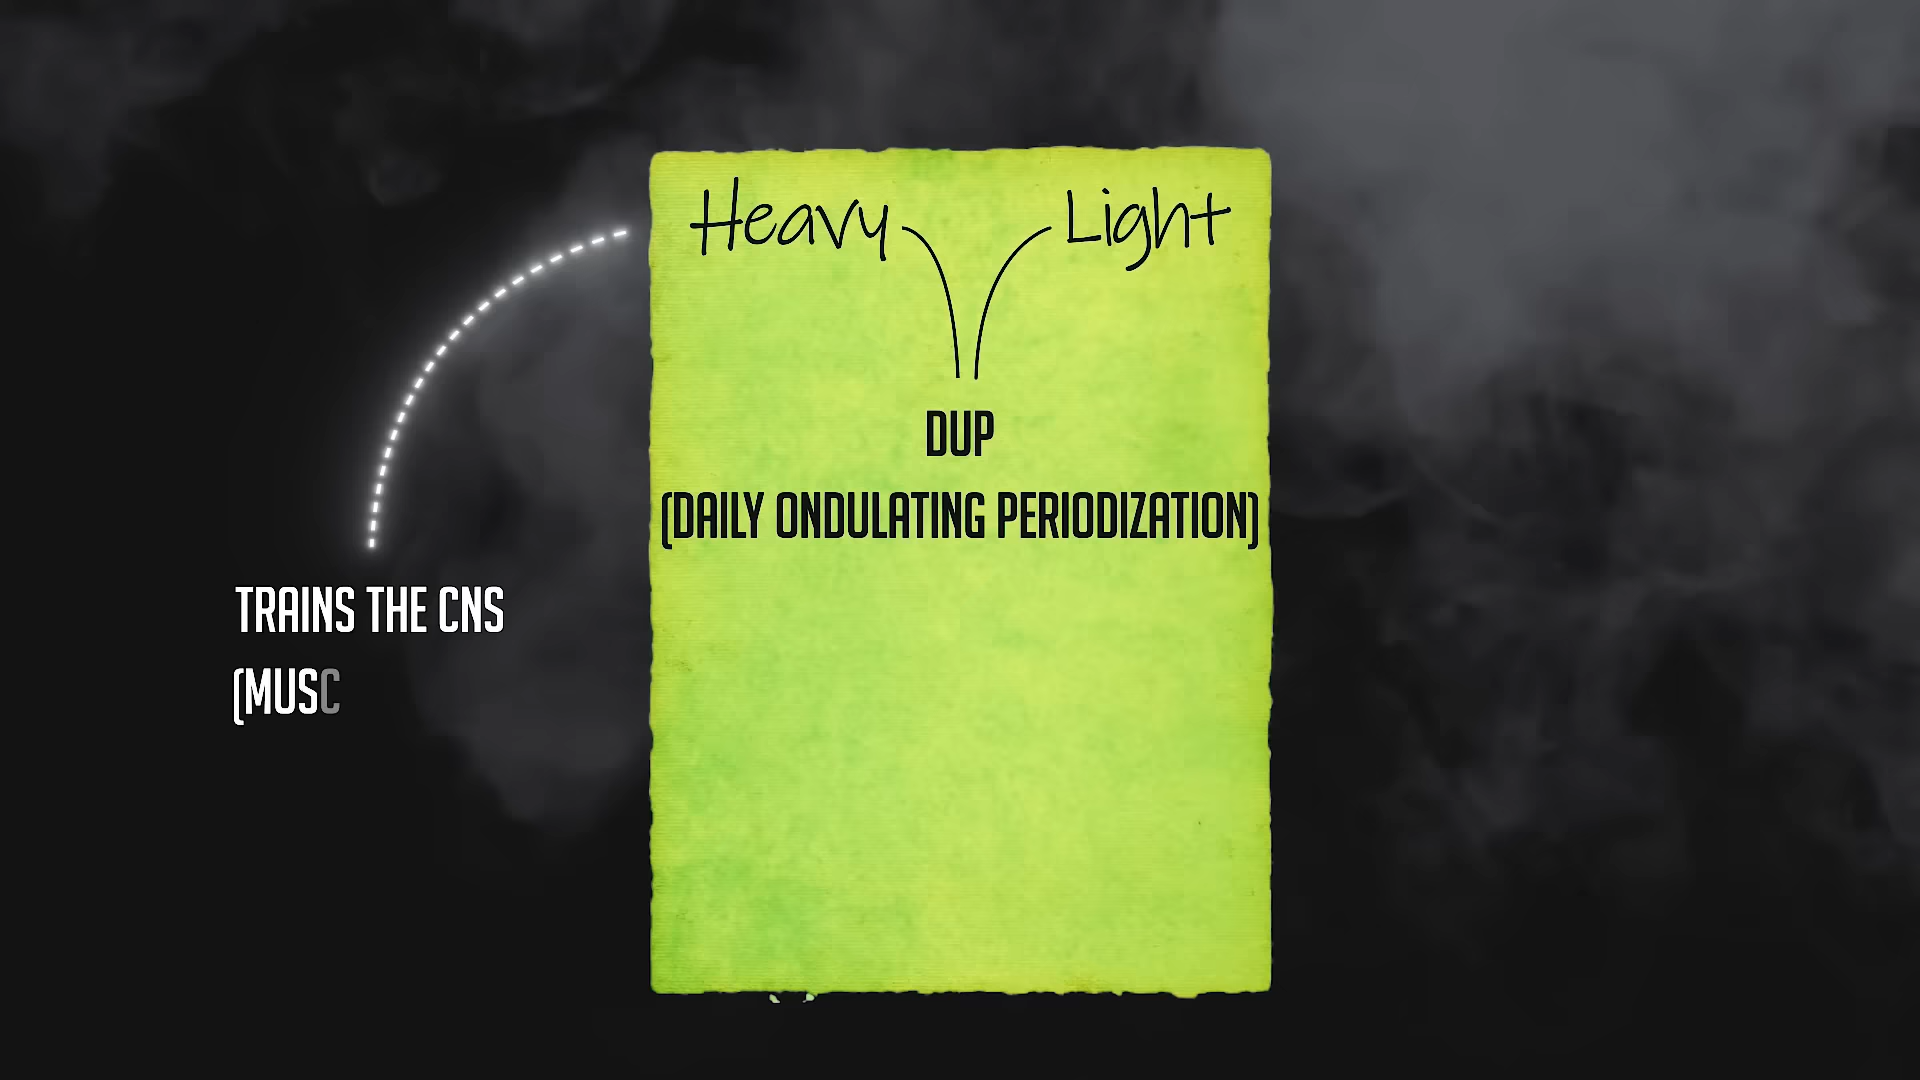 Heavy Light
DUP
(DAILY ONDULATING PERIODIZATION)
TRAINS THE CNS
(MUSC